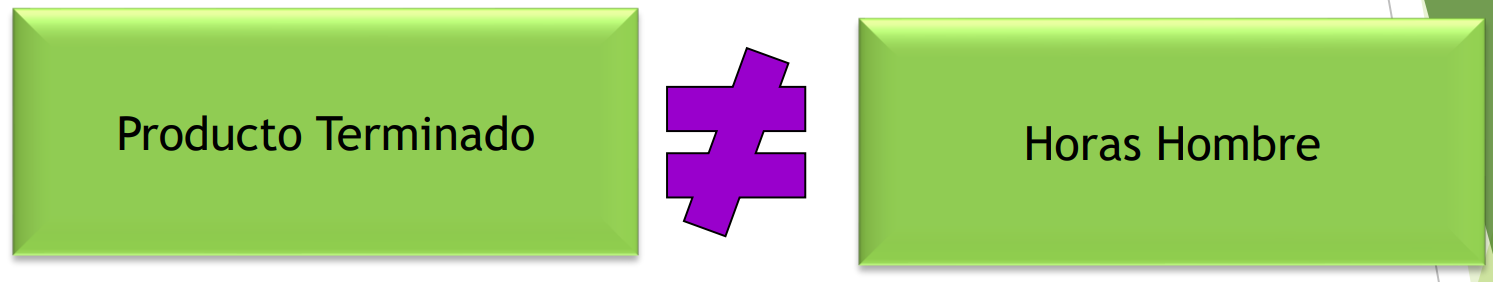 Producto Terminado
≠
Horas Hombre